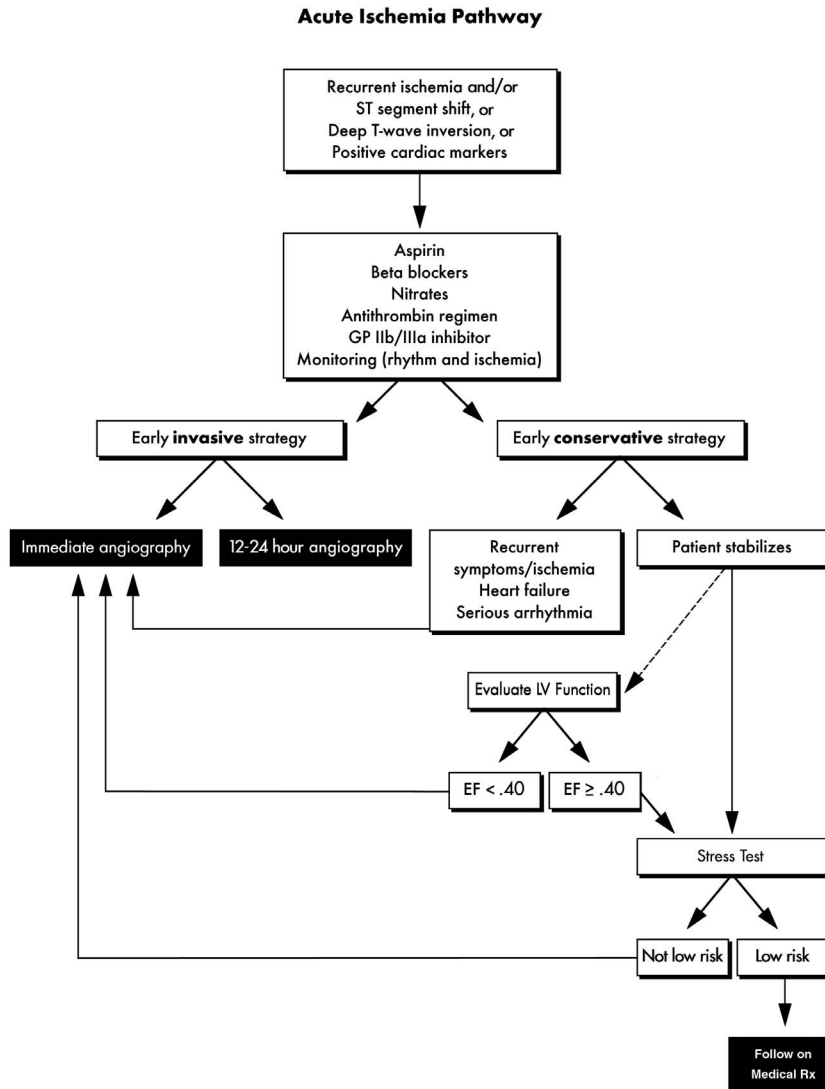 Acute Ischemia Pathway
Recurrent ischemia and/or
ST segment shift, or
Deep T-wave inversion, or
Positive cardiac markers
Aspirin
Beta blockers
Nitrates
Antithrombin regimen
GP IIb/IIIa inhibitor
Monitoring (rhythm and ischemia)
Early invasive strategy
Early conservative strategy
Immediate angiography
12-24 hour angiography
Recurrent
symptoms/ischemia
Heart failure
Serious arrhythmia
Patient stabilizes
Evaluate LV Function
EF < .40
EF ≥ .40
Stress Test
Not low risk
Low risk
Follow on
Medical Rx